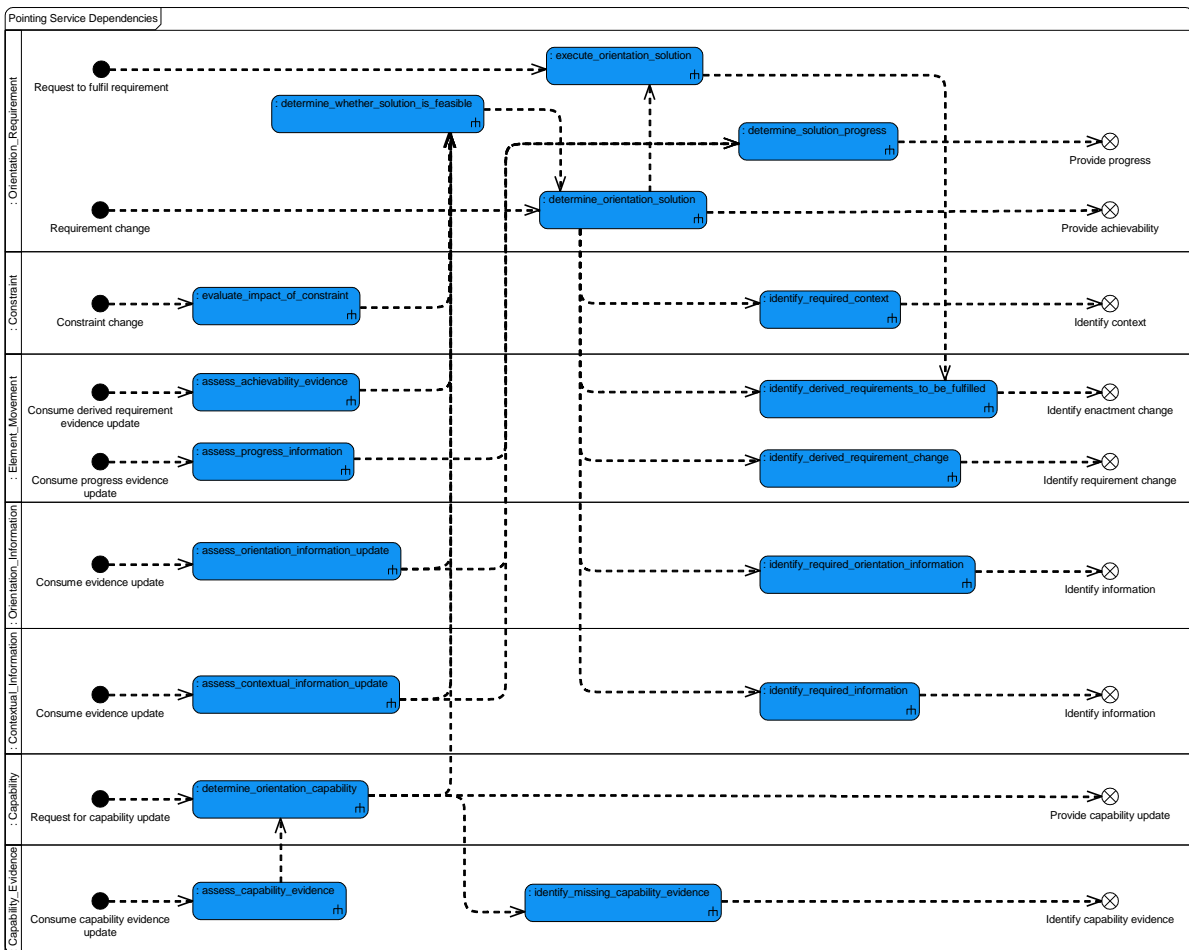 Pointing Service Dependencies
: Orientation_Requirement
: execute_orientation_solution
Request to fulfil requirement
: determine_whether_solution_is_feasible
: determine_solution_progress
Provide progress
: determine_orientation_solution
Requirement change
Provide achievability
: Constraint
: evaluate_impact_of_constraint
: identify_required_context
Constraint change
Identify context
: Element_Movement
: assess_achievability_evidence
: identify_derived_requirements_to_be_fulfilled
Consume derived requirement
evidence update
Identify enactment change
: assess_progress_information
: identify_derived_requirement_change
Consume progress evidence
update
Identify requirement change
: Orientation_Information
: assess_orientation_information_update
: identify_required_orientation_information
Consume evidence update
Identify information
: Contextual_Information
: assess_contextual_information_update
: identify_required_information
Consume evidence update
Identify information
: Capability
: determine_orientation_capability
Request for capability update
Provide capability update
Capability_Evidence
: assess_capability_evidence
: identify_missing_capability_evidence
Consume capability evidence
update
Identify capability evidence